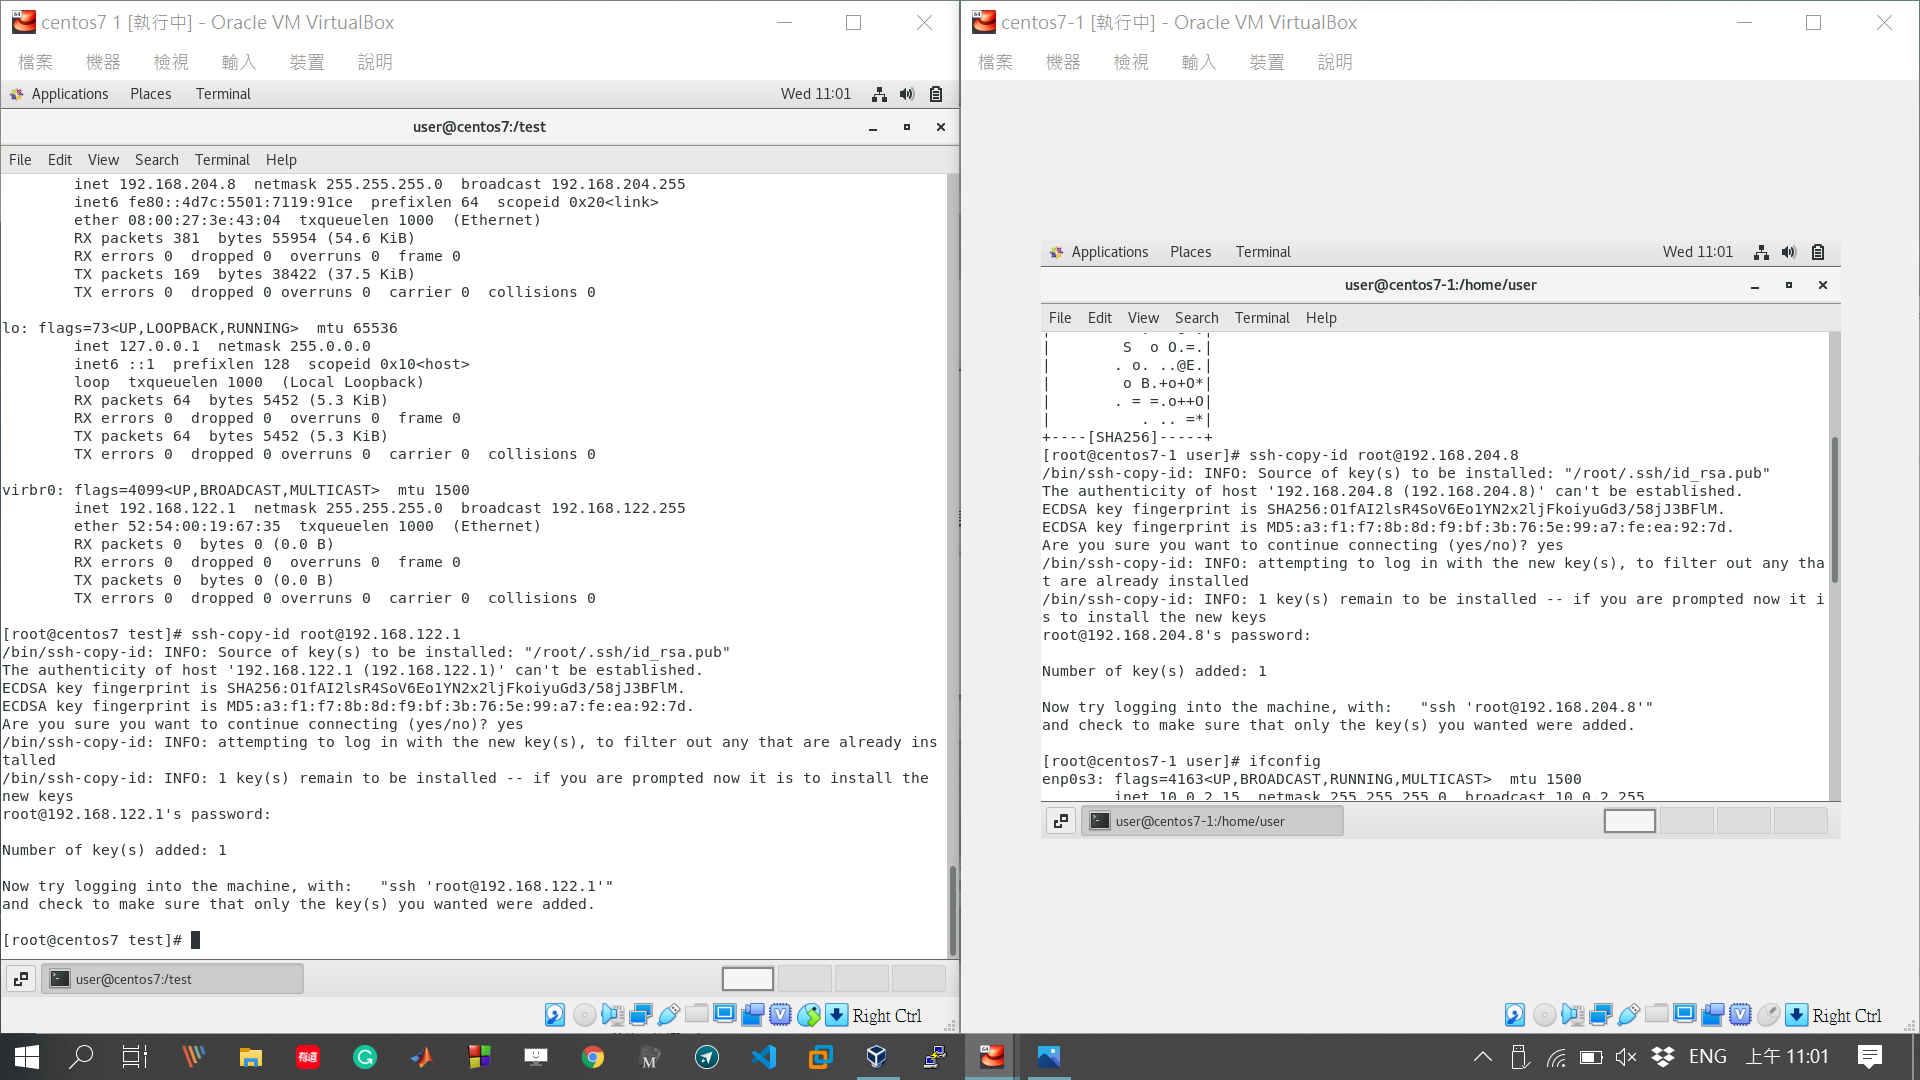 centos7 1 [執行中] - Oracle VM VirtualBox
檔案 機器 檢視 輸入 裝置 說明
Applications Places Terminal Wed 11:01
user@centos7:/test
File Edit View Search Terminal Help
inet 192.168.204.8  netmask 255.255.255.0  broadcast 192.168.204.255
inet6 fe80::4d7c:5501:7119:91ce  prefixlen 64  scopeid 0x20<link>
ether 08:00:27:3e:43:04  txqueuelen 1000  (Ethernet)
RX packets 381  bytes 55954 (54.6 KiB)
RX errors 0  dropped 0  overruns 0  frame 0
TX packets 169  bytes 38422 (37.5 KiB)
TX errors 0  dropped 0 overruns 0  carrier 0  collisions 0
lo: flags=73<UP,LOOPBACK,RUNNING>  mtu 65536
inet 127.0.0.1  netmask 255.0.0.0
inet6 ::1  prefixlen 128  scopeid 0x10<host>
loop  txqueuelen 1000  (Local Loopback)
RX packets 64  bytes 5452 (5.3 KiB)
RX errors 0  dropped 0  overruns 0  frame 0
TX packets 64  bytes 5452 (5.3 KiB)
TX errors 0  dropped 0 overruns 0  carrier 0  collisions 0
virbr0: flags=4099<UP,BROADCAST,MULTICAST>  mtu 1500
inet 192.168.122.1  netmask 255.255.255.0  broadcast 192.168.122.255
ether 52:54:00:19:67:35  txqueuelen 1000  (Ethernet)
RX packets 0  bytes 0 (0.0 B)
RX errors 0  dropped 0  overruns 0  frame 0
TX packets 0  bytes 0 (0.0 B)
TX errors 0  dropped 0 overruns 0  carrier 0  collisions 0
[root@centos7 test]# ssh-copy-id root@192.168.122.1
/bin/ssh-copy-id: INFO: Source of key(s) to be installed: "/root/.ssh/id_rsa.pub"
The authenticity of host '192.168.122.1 (192.168.122.1)' can't be established.
ECDSA key fingerprint is SHA256:O1fAI2lsR4SoV6Eo1YN2x2ljFkoiyuGd3/58jJ3BFlM.
ECDSA key fingerprint is MD5:a3:f1:f7:8b:8d:f9:bf:3b:76:5e:99:a7:fe:ea:92:7d.
Are you sure you want to continue connecting (yes/no)? yes
/bin/ssh-copy-id: INFO: attempting to log in with the new key(s), to filter out any that are already ins
talled
/bin/ssh-copy-id: INFO: 1 key(s) remain to be installed -- if you are prompted now it is to install the
new keys
root@192.168.122.1's password:
Number of key(s) added: 1
Now try logging into the machine, with:   "ssh 'root@192.168.122.1'"
and check to make sure that only the key(s) you wanted were added.
[root@centos7 test]#
user@centos7:/test
Right Ctrl
centos7-1 [執行中] - Oracle VM VirtualBox
檔案 機器 檢視 輸入 裝置 說明
Applications Places Terminal Wed 11:01
user@centos7-1:/home/user
File Edit View Search Terminal Help
|        S  o O.=.|
|       . o. ..@E.|
|        o B.+o+O*|
|       . = =.o++O|
|          . .. =*|
+----[SHA256]-----+
[root@centos7-1 user]# ssh-copy-id root@192.168.204.8
/bin/ssh-copy-id: INFO: Source of key(s) to be installed: "/root/.ssh/id_rsa.pub"
The authenticity of host '192.168.204.8 (192.168.204.8)' can't be established.
ECDSA key fingerprint is SHA256:O1fAI2lsR4SoV6Eo1YN2x2ljFkoiyuGd3/58jJ3BFlM.
ECDSA key fingerprint is MD5:a3:f1:f7:8b:8d:f9:bf:3b:76:5e:99:a7:fe:ea:92:7d.
Are you sure you want to continue connecting (yes/no)? yes
/bin/ssh-copy-id: INFO: attempting to log in with the new key(s), to filter out any tha
t are already installed
/bin/ssh-copy-id: INFO: 1 key(s) remain to be installed -- if you are prompted now it i
s to install the new keys
root@192.168.204.8's password:
Number of key(s) added: 1
Now try logging into the machine, with:   "ssh 'root@192.168.204.8'"
and check to make sure that only the key(s) you wanted were added.
[root@centos7-1 user]# ifconfig
enp0s3: flags=4163<UP,BROADCAST,RUNNING,MULTICAST>  mtu 1500
inet 10.0.2.15  netmask 255.255.255.0  broadcast 10.0.2.255
user@centos7-1:/home/user
Right Ctrl
有道
ENG 上午 11:01